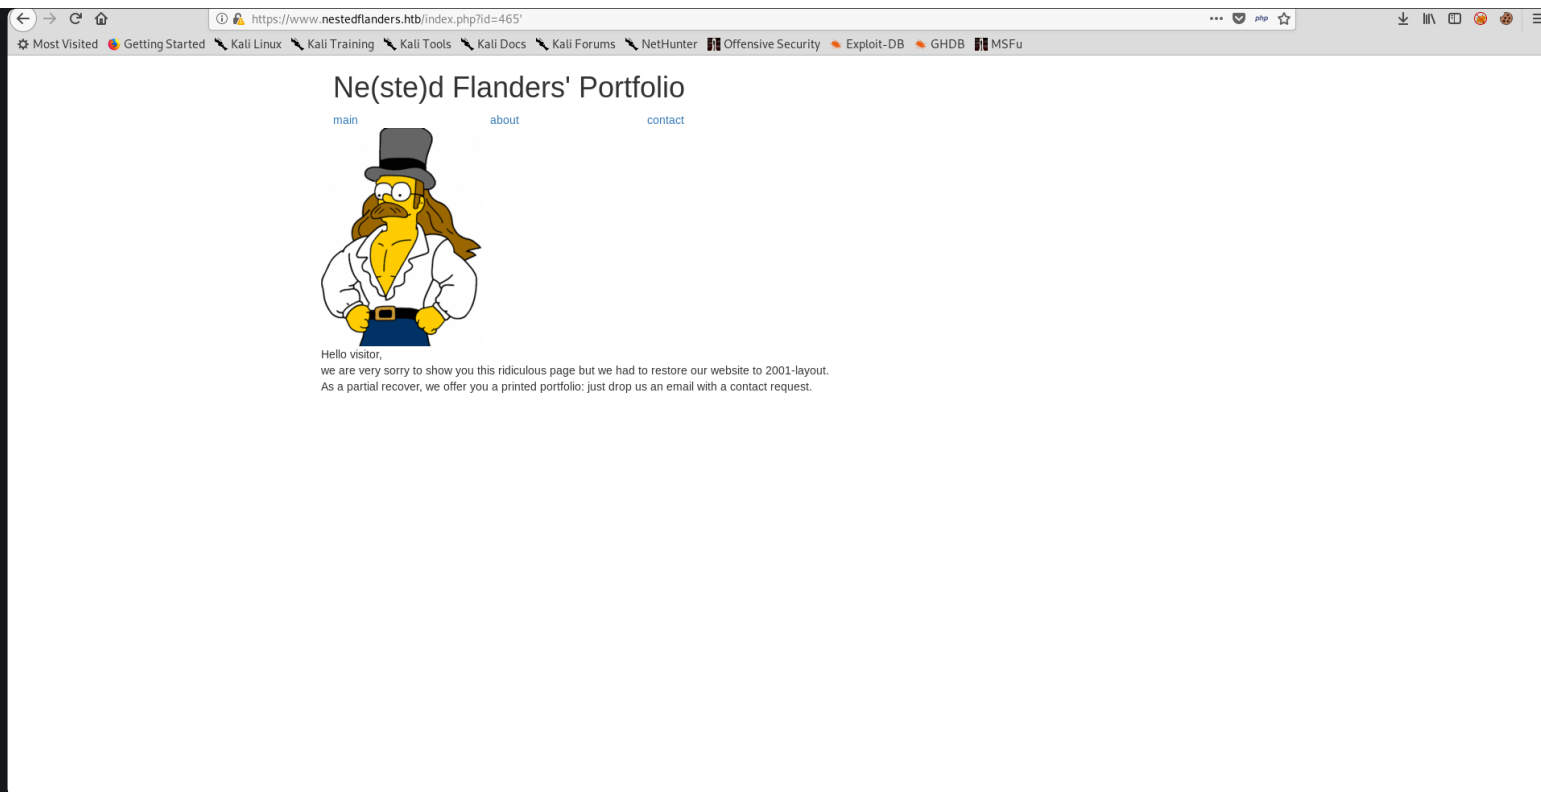 https://www.nestedflanders.htb/index.php?id=465'
php
Most Visited Getting Started Kali Linux Kali Training Kali Tools Kali Docs Kali Forums NetHunter Offensive Security Exploit-DB GHDB MSFu
Ne(ste)d Flanders' Portfolio
main about contact
Hello visitor,
we are very sorry to show you this ridiculous page but we had to restore our website to 2001-layout.
As a partial recover, we offer you a printed portfolio: just drop us an email with a contact request.